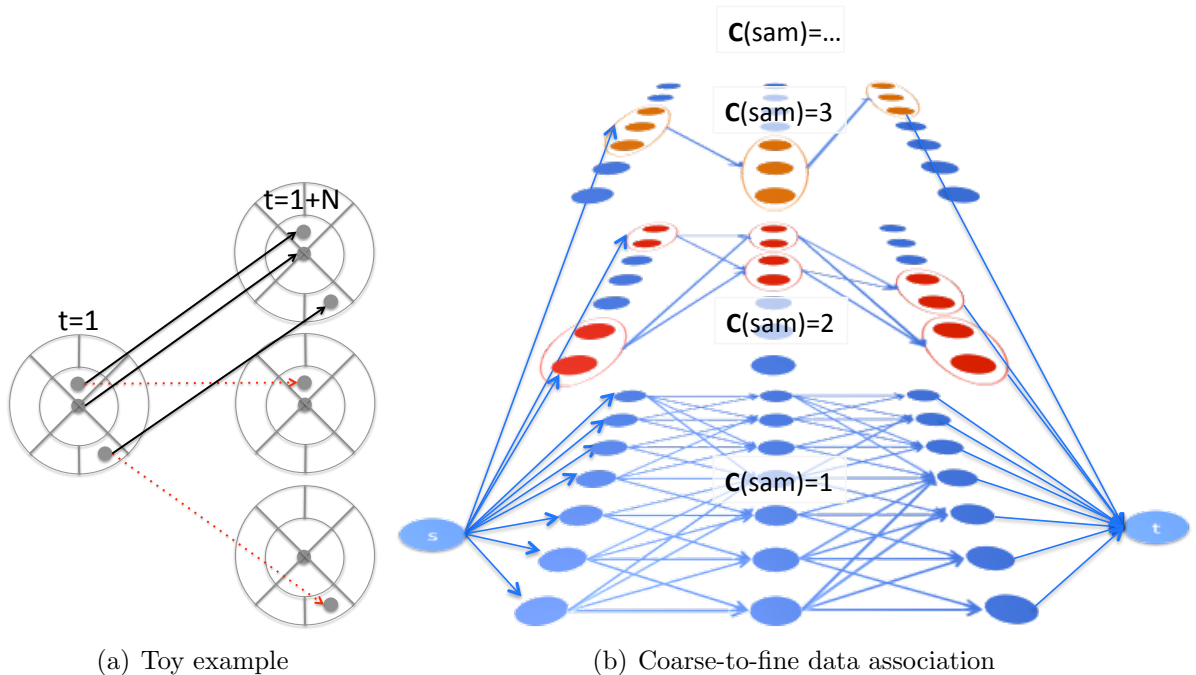 C(sam)=...
C(sam)=3
t=1+N
t=1
C(sam)=2
C(sam)=1
s
t
(a) Toy example
(b) Coarse-to-fine data association